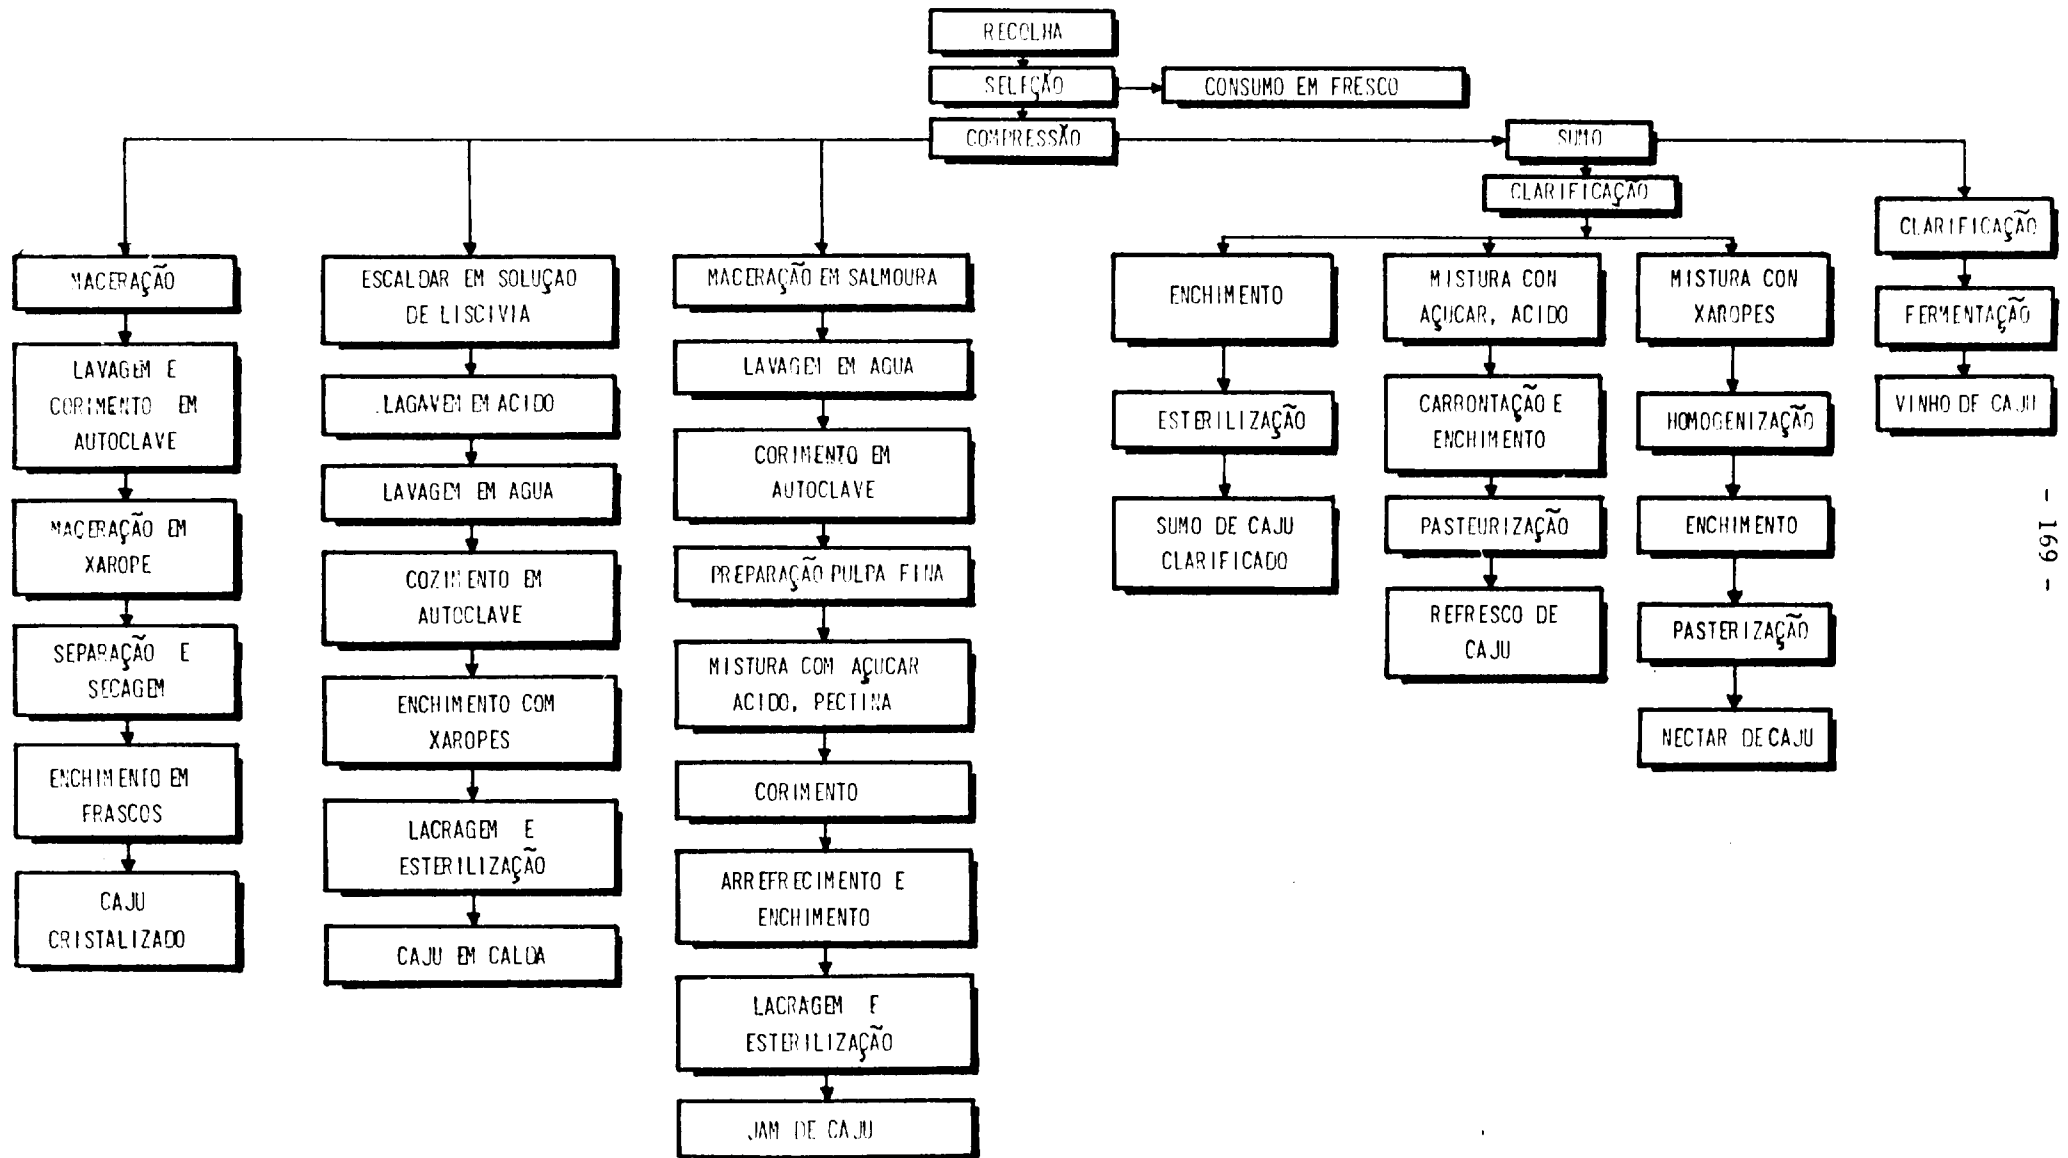 RECOLHA
SELEÇÃO
CONSUMO EM FRESCO
COMPRESSÃO
SUMO
CLARIFICAÇÃO
MACERAÇÃO
LAVAGEM E
CORIMENTO EM
AUTOCLAVE
MAÇERAÇÃO EM
XAROPE
SEPARAÇÃO E
SECAGEM
ENCHIMENTO EM
FRASCOS
CAJU
CRISTALIZADO
ESCALDAR EM SOLUÇAO
DE LISCIVIA
LAGAVEM EM ACIDO
LAVAGEM EM AGUA
COZIMENTO EM
AUTOCLAVE
ENCHIMENTO COM
XAROPES
LACRAGEM E
ESTERILIZAÇÃO
CAJU EM CALDA
MACERAÇÃO EM SALMOURA
LAVAGEM EM AGUA
CORIMENTO EM
AUTOCLAVE
PREPARAÇÃO PULPA FINA
MISTURA COM AÇUCAR
ACIDO, PECTINA
CORIMENTO
ARREFRECIMENTO E
ENCHIMENTO
LACRAGEM E
ESTERILIZAÇÃO
JAM DE CAJU
ENCHIMENTO
ESTERILIZAÇÃO
SUMO DE CAJU
CLARIFICADO
MISTURA CON
AÇUCAR, ACIDO
CARRONTAÇÃO E
ENCHIMENTO
PASTEURIZAÇÃO
REFRESCO DE
CAJU
MISTURA CON
XAROPES
HOMOGENIZAÇÃO
ENCHIMENTO
PASTERIZAÇÃO
NECTAR DE CAJU
CLARIFICAÇÃO
FERMENTAÇÃO
VINHO DE CAJU
- 169 -